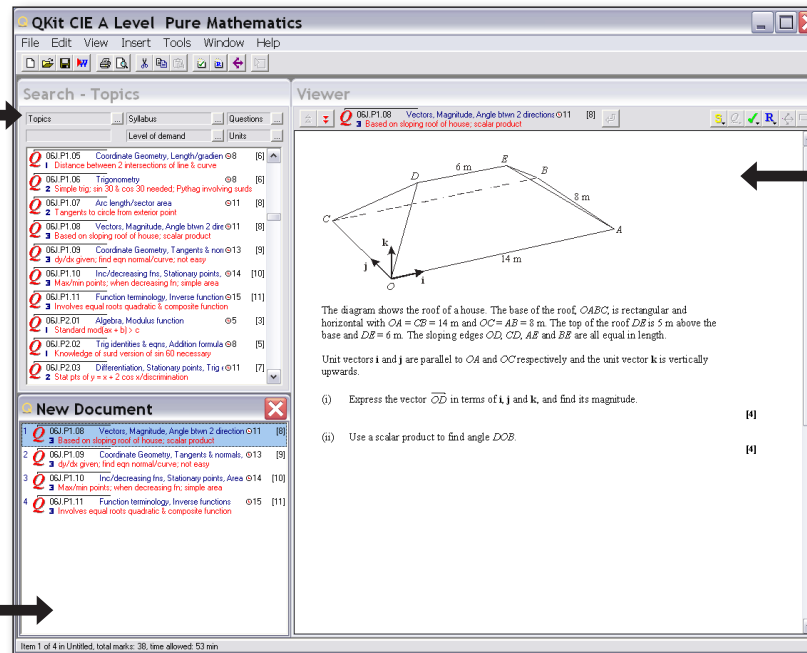 QKit CIE A Level Pure Mathematics
File Edit View Insert Tools Window Help
Search - Topics
Topics ... Syllabus ... Questions ...
Level of demand ... Units ...
Q 06J.P1.05 Coordinate Geometry, Length/gradien 8 [6]
1 Distance between 2 intersections of line & curve
Q 06J.P1.06 Trigonometry 8 [6]
2 Simple trig; sin 30 & cos 30 needed; Pythag involving surds
Q 06J.P1.07 Arc length/sector area 11 [8]
2 Tangents to circle from exterior point
Q 06J.P1.08 Vectors, Magnitude, Angle btwn 2 dire 11 [8]
3 Based on sloping roof of house; scalar product
Q 06J.P1.09 Coordinate Geometry, Tangents & non 13 [9]
3 dy/dx given; find eqn normal/curve; not easy
Q 06J.P1.10 Inc/decreasing fns, Stationary points, 14 [10]
3 Max/min points; when decreasing fn; simple area
Q 06J.P1.11 Function terminology, Inverse function 15 [11]
3 Involves equal roots quadratic & composite function
Q 06J.P2.01 Algebra, Modulus function 5 [3]
1 Standard mod(ax + b) > c
Q 06J.P2.02 Trig identities & eqns, Addition formula 8 [5]
1 Knowledge of surd version of sin 60 necessary
Q 06J.P2.03 Differentiation, Stationary points, Trig 11 [7]
2 Stat pts of y = x + 2 cos x/discrimination
New Document
1 Q 06J.P1.08 Vectors, Magnitude, Angle btwn 2 direction 11 [8]
3 Based on sloping roof of house; scalar product
2 Q 06J.P1.09 Coordinate Geometry, Tangents & normals, 13 [9]
3 dy/dx given; find eqn normal/curve; not easy
3 Q 06J.P1.10 Inc/decreasing fns, Stationary points, Area 14 [10]
3 Max/min points; when decreasing fn; simple area
4 Q 06J.P1.11 Function terminology, Inverse functions 15 [11]
3 Involves equal roots quadratic & composite function
Item 1 of 4 in Untitled, total marks: 38, time allowed: 53 min
Viewer
Q 06J.P1.08 Vectors, Magnitude, Angle btwn 2 directions 11 [8]
3 Based on sloping roof of house; scalar product
S Q R
E
6 m
B
D
8 m
C
A
k
14 m
j
i
O
The diagram shows the roof of a house. The base of the roof, OABC, is rectangular and
horizontal with OA = CB = 14 m and OC = AB = 8 m. The top of the roof DE is 5 m above the
base and DE = 6 m. The sloping edges OD, CD, AE and BE are all equal in length.
Unit vectors i and j are parallel to OA and OC respectively and the unit vector k is vertically
upwards.
(i) Express the vector OD in terms of i, j and k, and find its magnitude.
[4]
(ii) Use a scalar product to find angle DOB.
[4]